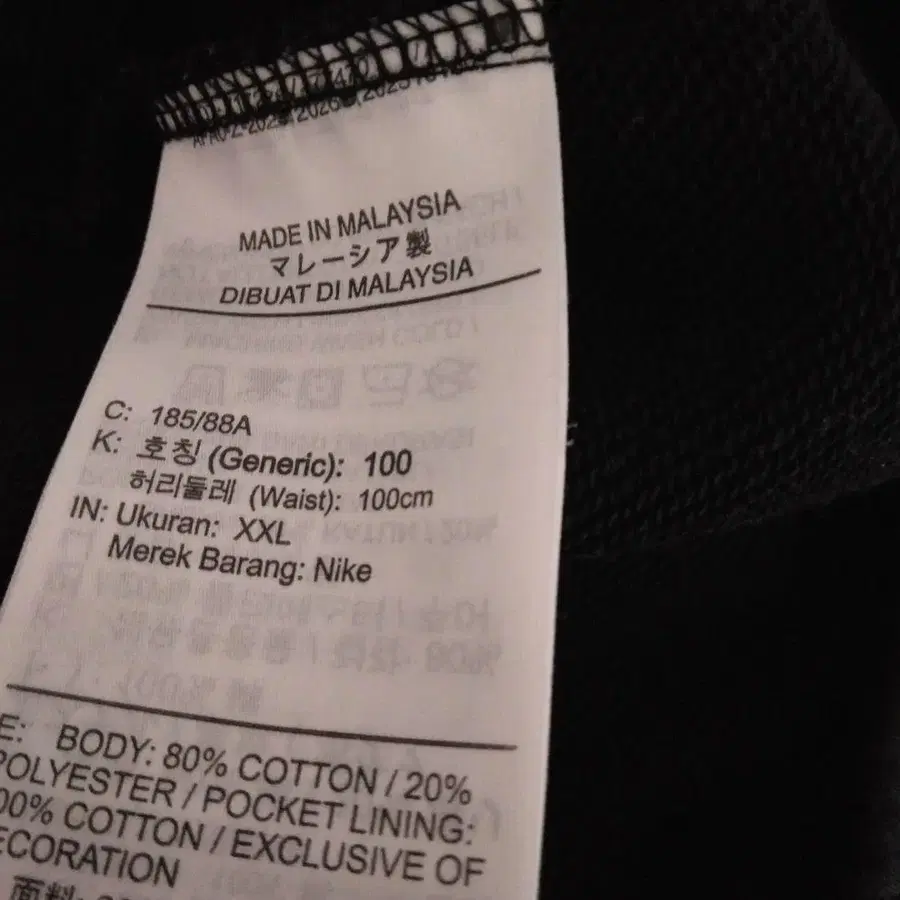 MADE IN MALAYSIA
マレーシア製
DIBUAT DI MALAYSIA
C: 185/88A
K: 호칭 (Generic): 100
허리둘레 (Waist): 100cm
IN: Ukuran: XXL
Merek Barang: Nike
E: BODY: 80% COTTON / 20%
POLYESTER / POCKET LINING:
00% COTTON / EXCLUSIVE OF
ECORATION
面料: